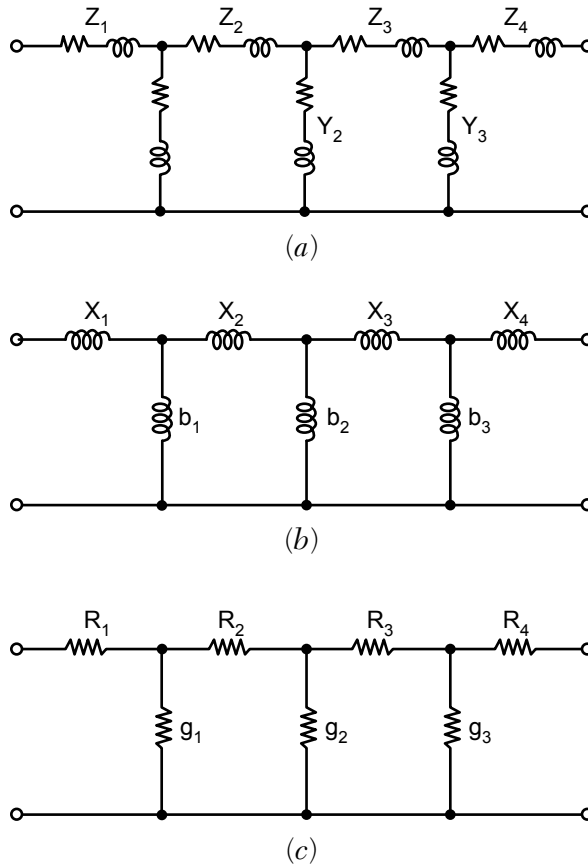 Z₁ Z₂ Z₃ Z₄
Y₂ Y₃
(a)
X₁ X₂ X₃ X₄
b₁ b₂ b₃
(b)
R₁ R₂ R₃ R₄
g₁ g₂ g₃
(c)